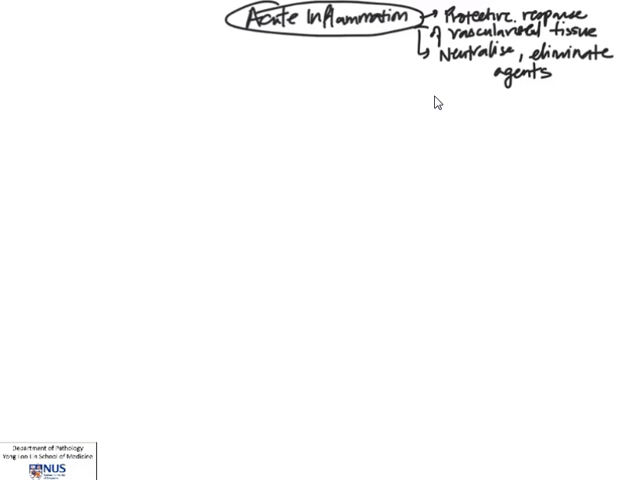 Acute Inflammation → Protective response
of vascularised tissue
↳ Neutralise, eliminate
agents
Department of Pathology
Yong Loo Lin School of Medicine
NUS